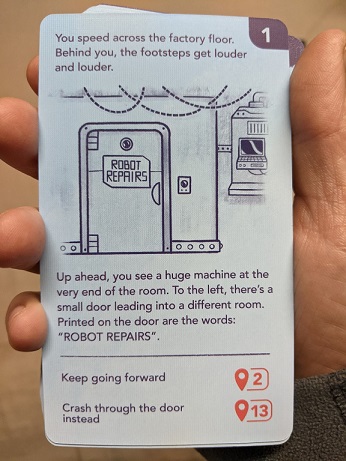 1
You speed across the factory floor.
Behind you, the footsteps get louder
and louder.
ROBOT
REPAIRS
Up ahead, you see a huge machine at the
very end of the room. To the left, there's a
small door leading into a different room.
Printed on the door are the words:
"ROBOT REPAIRS".
Keep going forward 2
Crash through the door 13
instead